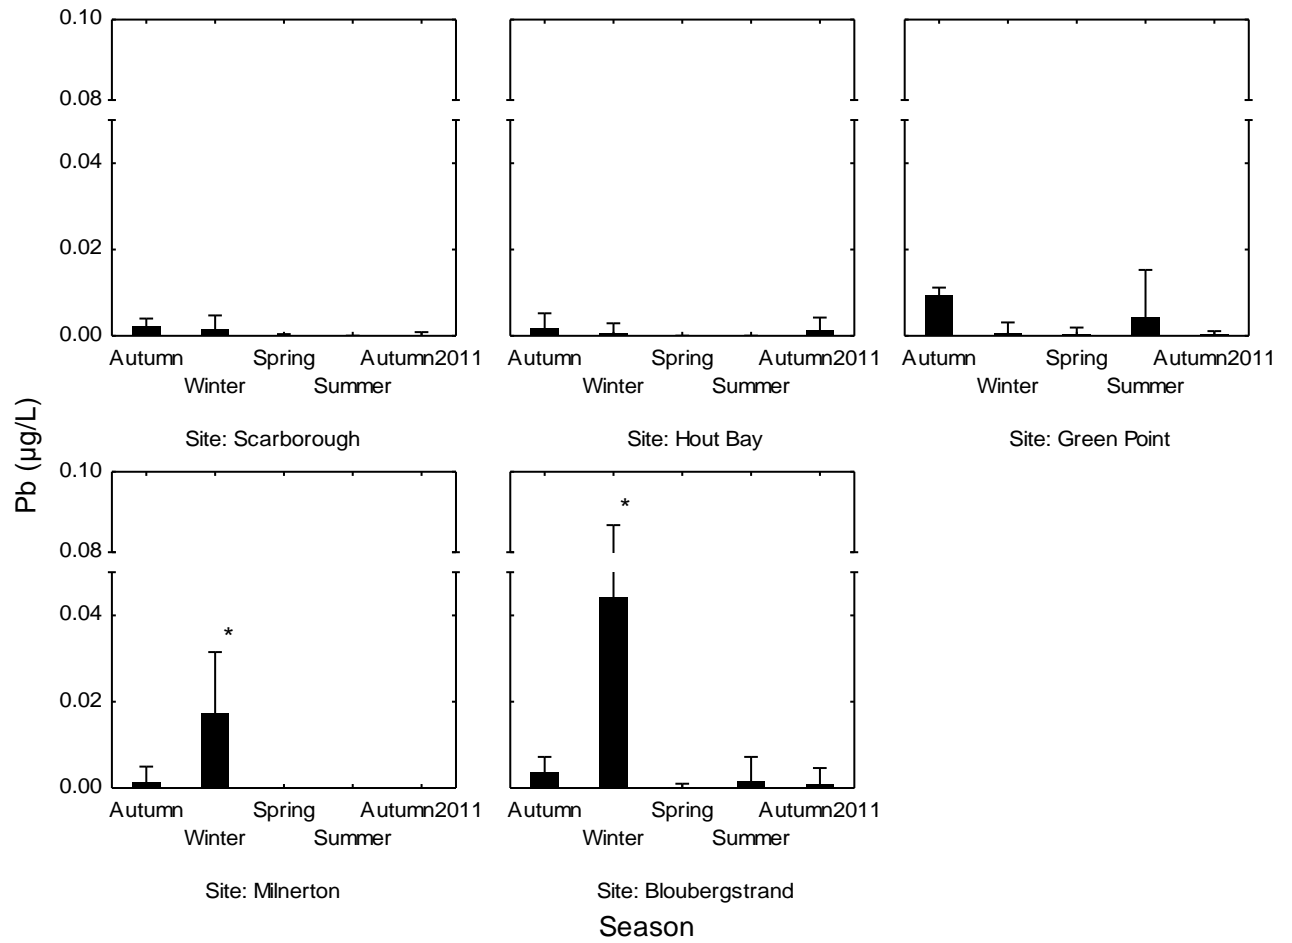 0.10
0.08
0.04
0.02
0.00
Autumn Spring Autumn2011
Winter Summer
Site: Scarborough
Autumn Spring Autumn2011
Winter Summer
Site: Hout Bay
Autumn Spring Autumn2011
Winter Summer
Site: Green Point
Pb (µg/L)
0.10
0.08
0.04
0.02
0.00
*
Autumn Spring Autumn2011
Winter Summer
Site: Milnerton
*
Autumn Spring Autumn2011
Winter Summer
Site: Bloubergstrand
Season